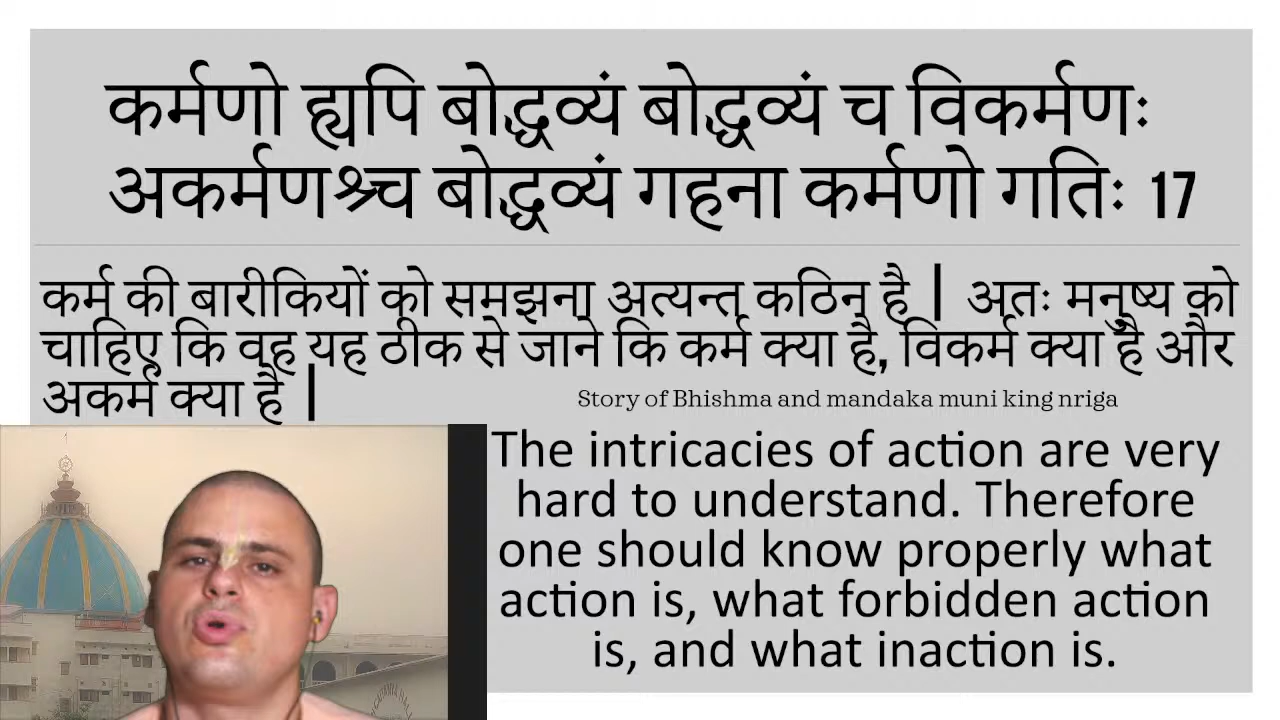 कर्मणो ह्यपि बोद्धव्यं बोद्धव्यं च विकर्मणः
अकर्मणश्र्च बोद्धव्यं गहना कर्मणो गतिः 17
कर्म की बारीकियों को समझना अत्यन्त कठिन है | अतः मनुष्य को
चाहिए कि वह यह ठीक से जाने कि कर्म क्या है, विकर्म क्या है और
अकर्म क्या है |
Story of Bhishma and mandaka muni king nriga
The intricacies of action are very
hard to understand. Therefore
one should know properly what
action is, what forbidden action
is, and what inaction is.